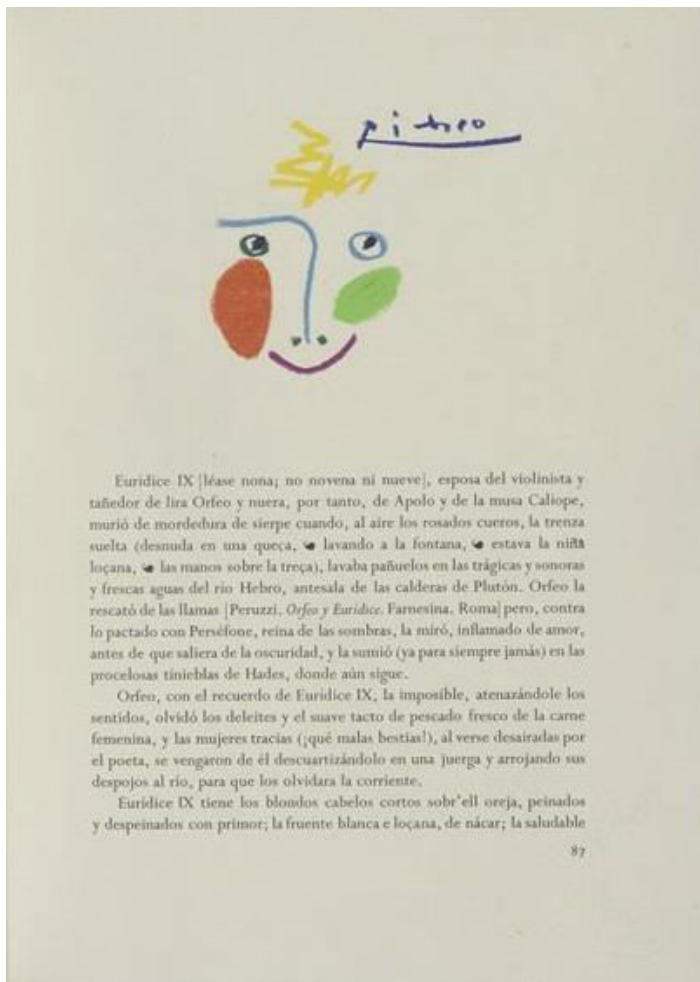 Eurídice IX [léase nona; no novena ni nueve], esposa del violinista y
tañedor de lira Orfeo y nuera, por tanto, de Apolo y de la musa Calíope,
murió de mordedura de sierpe cuando, al aire los rosados cueros, la trenza
suelta (desnuda en una queça, ❧ lavando a la fontana, ❧ estava la niña
loçana, ❧ las manos sobre la treça), lavaba pañuelos en las trágicas y sonoras
y frescas aguas del río Hebro, antesala de las calderas de Plutón. Orfeo la
rescató de las llamas [Peruzzi, Orfeo y Eurídice. Farnesina. Roma] pero, contra
lo pactado con Perséfone, reina de las sombras, la miró, inflamado de amor,
antes de que saliera de la oscuridad, y la sumió (ya para siempre jamás) en las
procelosas tinieblas de Hades, donde aún sigue.
Orfeo, con el recuerdo de Eurídice IX, la imposible, atenazándole los
sentidos, olvidó los deleites y el suave tacto de pescado fresco de la carne
femenina, y las mujeres tracias (¡qué malas bestias!), al verse desairadas por
el poeta, se vengaron de él descuartizándolo en una juerga y arrojando sus
despojos al río, para que los olvidara la corriente.
Eurídice IX tiene los blondos cabelos cortos sobr'ell oreja, peinados
y despeinados con primor; la fruente blanca e loçana, de nácar; la saludable
87